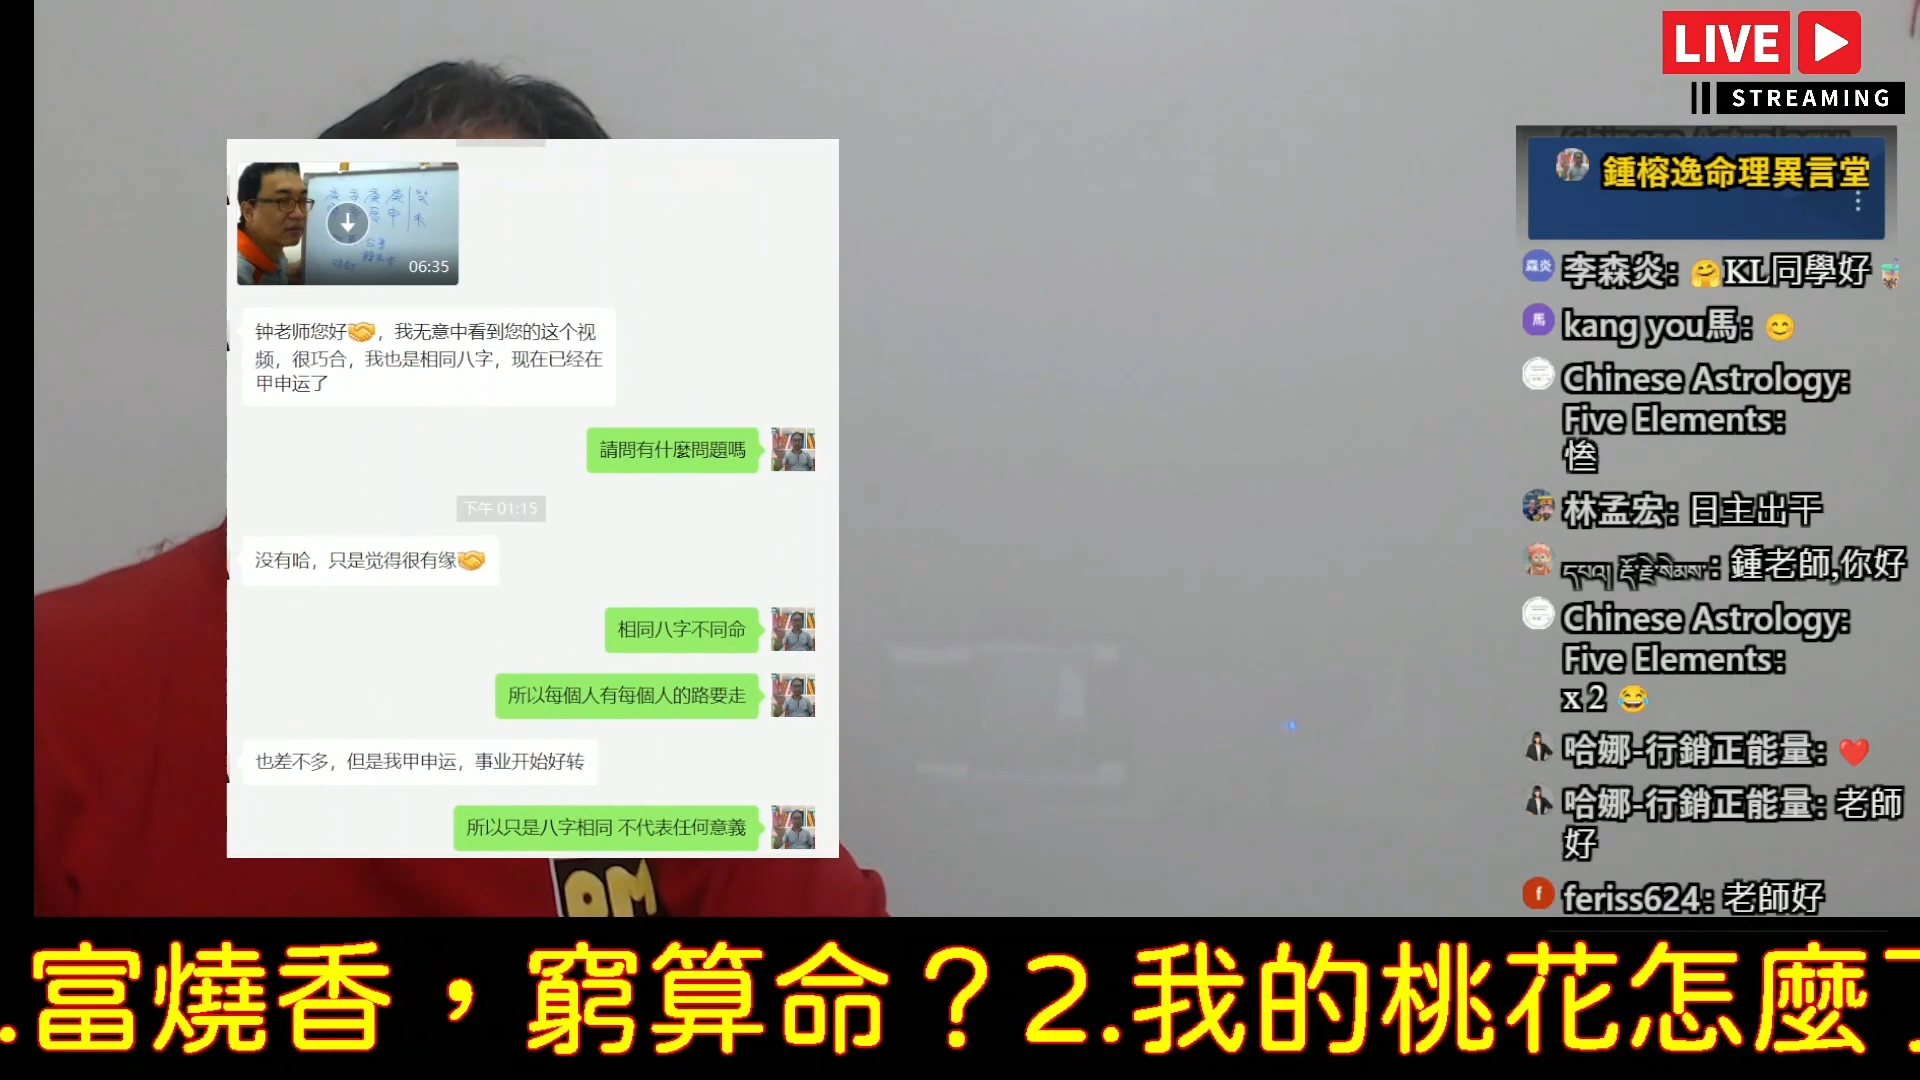 LIVE
STREAMING
06:35
钟老师您好🤝，我无意中看到您的这个视
频，很巧合，我也是相同八字，现在已经在
甲申运了
請問有什麼問題嗎
下午 01:15
没有哈，只是觉得很有缘🤝
相同八字不同命
所以每個人有每個人的路要走
也差不多，但是我甲申运，事业开始好转
所以只是八字相同 不代表任何意義
OM
鍾榕逸命理異言堂
森炎 李森炎: 🤗KL同學好🧋
馬 kang you馬: 😊
Chinese Astrology:
Five Elements:
慘
林孟宏: 日主出干
: 鍾老師,你好
Chinese Astrology:
Five Elements:
x 2 😂
哈娜-行銷正能量: ❤️
哈娜-行銷正能量: 老師
好
f feriss624: 老師好
.富燒香，窮算命？2.我的桃花怎麼了